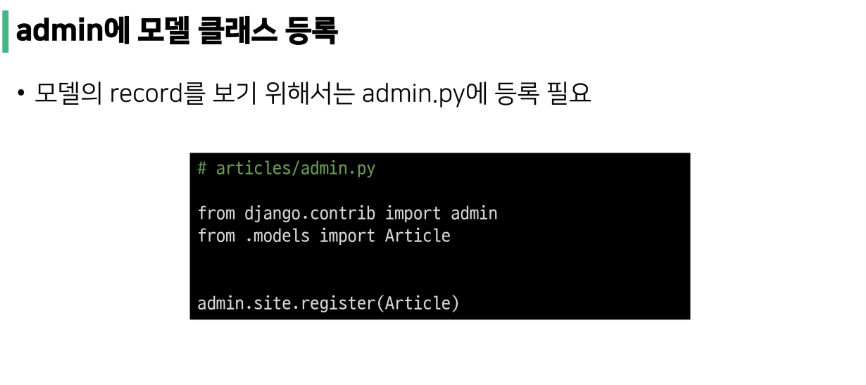 admin에 모델 클래스 등록
• 모델의 record를 보기 위해서는 admin.py에 등록 필요
# articles/admin.py
from django.contrib import admin
from .models import Article
admin.site.register(Article)